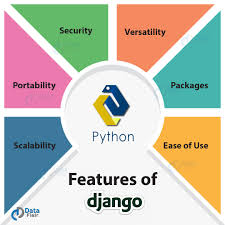 Security
Versatility
Portability
Packages
Python
Scalability
Ease of Use
Features of
django
Data
Flair